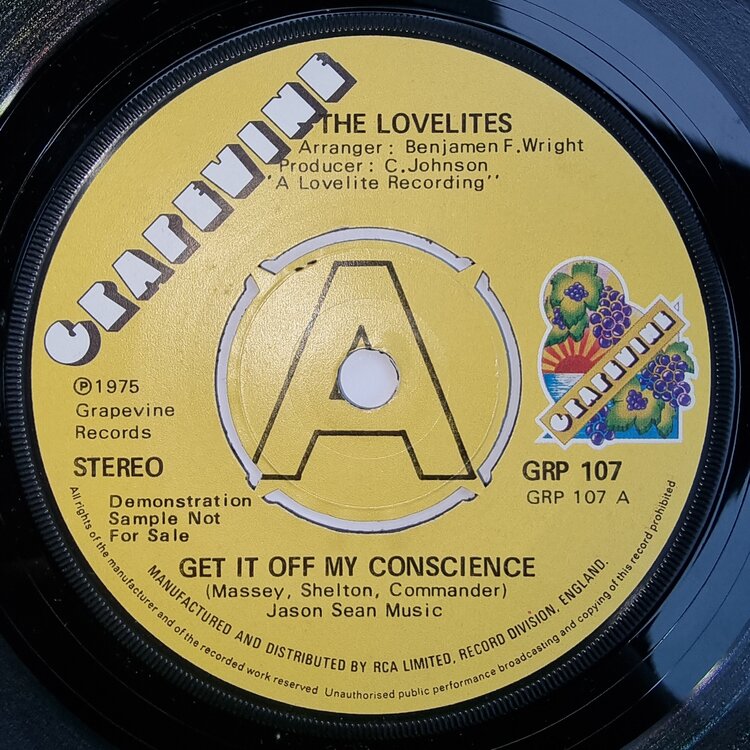 GRAPEVINE
THE LOVELITES
Arranger : Benjamen F. Wright
Producer : C. Johnson
"A Lovelite Recording"
A
GRAPEVINE
℗ 1975
Grapevine
Records
STEREO
GRP 107
GRP 107 A
Demonstration
Sample Not
For Sale
GET IT OFF MY CONSCIENCE
(Massey, Shelton, Commander)
Jason Sean Music
MANUFACTURED AND DISTRIBUTED BY RCA LIMITED, RECORD DIVISION, ENGLAND.
All rights of the manufacturer and of the recorded work reserved Unauthorised public performance broadcasting and copying of this record prohibited